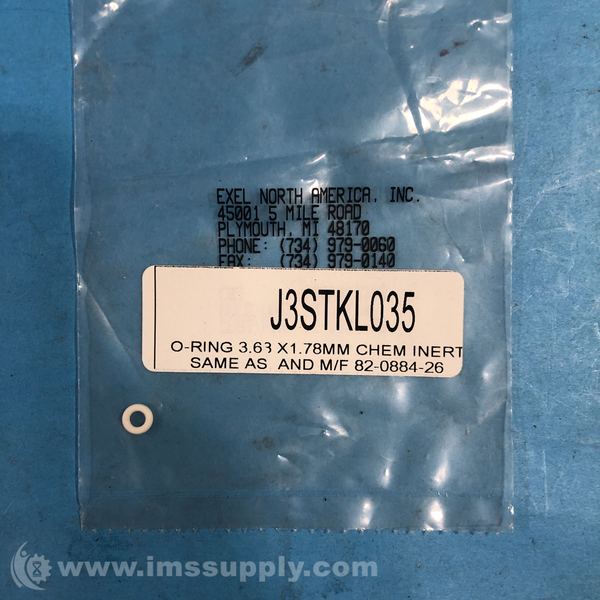 EXEL NORTH AMERICA, INC.
45001 5 MILE ROAD
PLYMOUTH, MI 48170
PHONE: (734) 979-0060
FAX: (734) 979-0140
J3STKL035
O-RING 3.63 X1.78MM CHEM INERT
SAME AS AND M/F 82-0884-26
www.imssupply.com